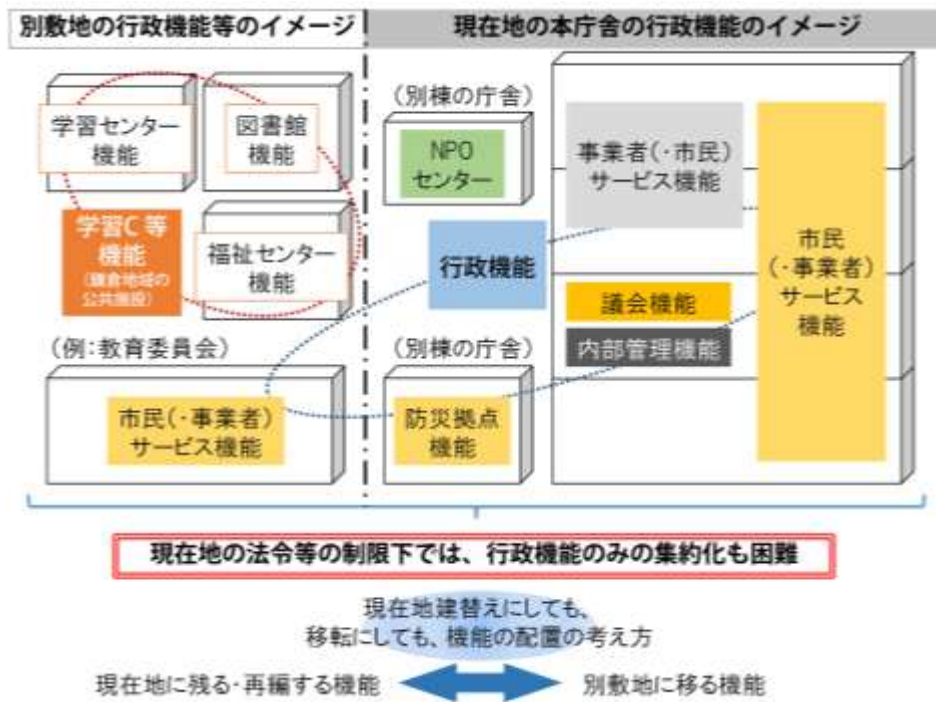 別敷地の行政機能等のイメージ
現在地の本庁舎の行政機能のイメージ
学習センター
機能
図書館
機能
学習C等
機能
（鎌倉地域の
公共施設）
福祉センター
機能
（例：教育委員会）
市民（・事業者）
サービス機能
（別棟の庁舎）
NPO
センター
行政機能
（別棟の庁舎）
防災拠点
機能
事業者（・市民）
サービス機能
議会機能
内部管理機能
市民
（・事業者）
サービス
機能
現在地の法令等の制限下では、行政機能のみの集約化も困難
現在地建替えにしても、
移転にしても、機能の配置の考え方
現在地に残る・再編する機能
別敷地に移る機能